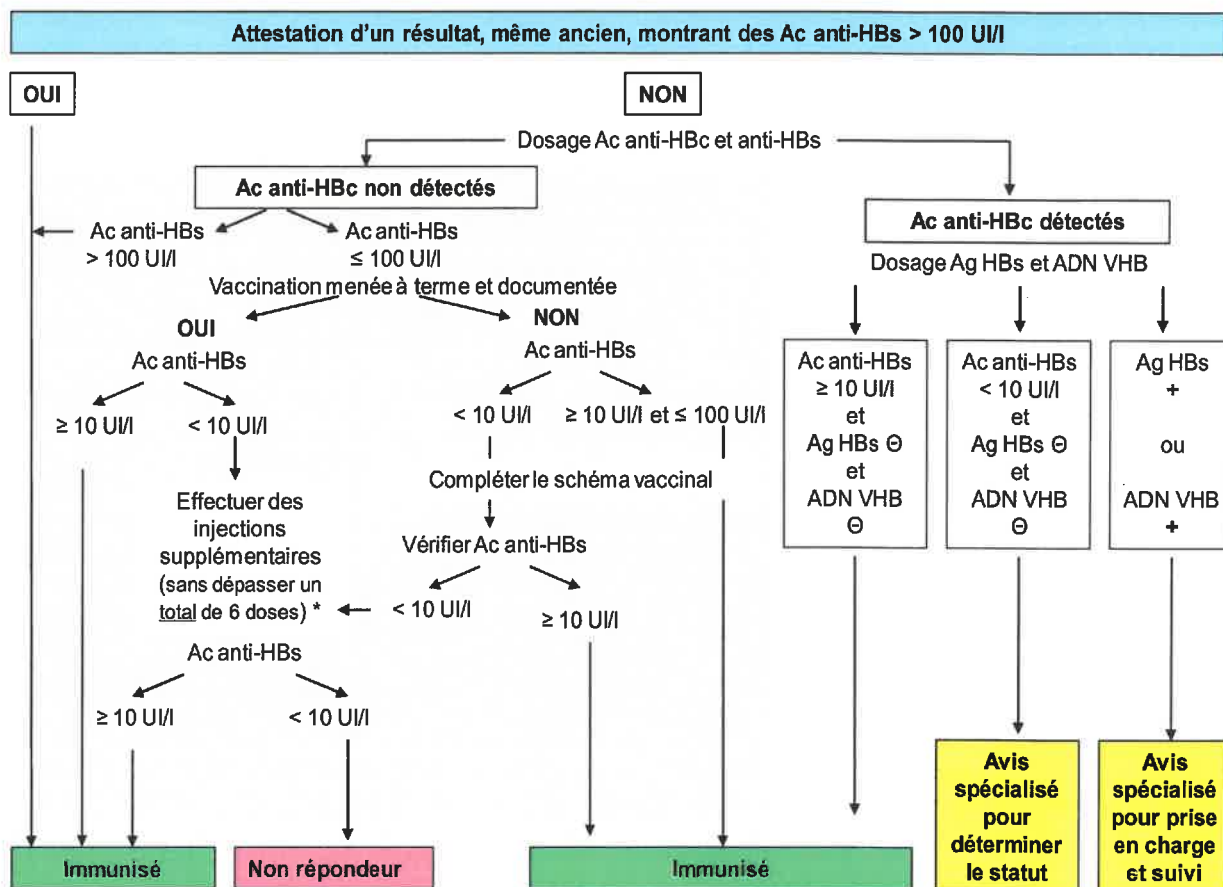 Attestation d'un résultat, même ancien, montrant des Ac anti-HBs > 100 UI/l
OUI
NON
Dosage Ac anti-HBc et anti-HBs
Ac anti-HBc non détectés
Ac anti-HBs
> 100 UI/l
Ac anti-HBs
≤ 100 UI/l
Vaccination menée à terme et documentée
OUI
Ac anti-HBs
≥ 10 UI/l
< 10 UI/l
Effectuer des
injections
supplémentaires
(sans dépasser un
total de 6 doses) *
Ac anti-HBs
≥ 10 UI/l
< 10 UI/l
NON
Ac anti-HBs
< 10 UI/l
≥ 10 UI/l et ≤ 100 UI/l
Compléter le schéma vaccinal
Vérifier Ac anti-HBs
< 10 UI/l
≥ 10 UI/l
Ac anti-HBc détectés
Dosage Ag HBs et ADN VHB
Ac anti-HBs
≥ 10 UI/l
et
Ag HBs Θ
et
ADN VHB
Θ
Ac anti-HBs
< 10 UI/l
et
Ag HBs Θ
et
ADN VHB
Θ
Ag HBs
+
ou
ADN VHB
+
Immunisé
Non répondeur
Immunisé
Avis
spécialisé
pour
déterminer
le statut
Avis
spécialisé
pour prise
en charge
et suivi